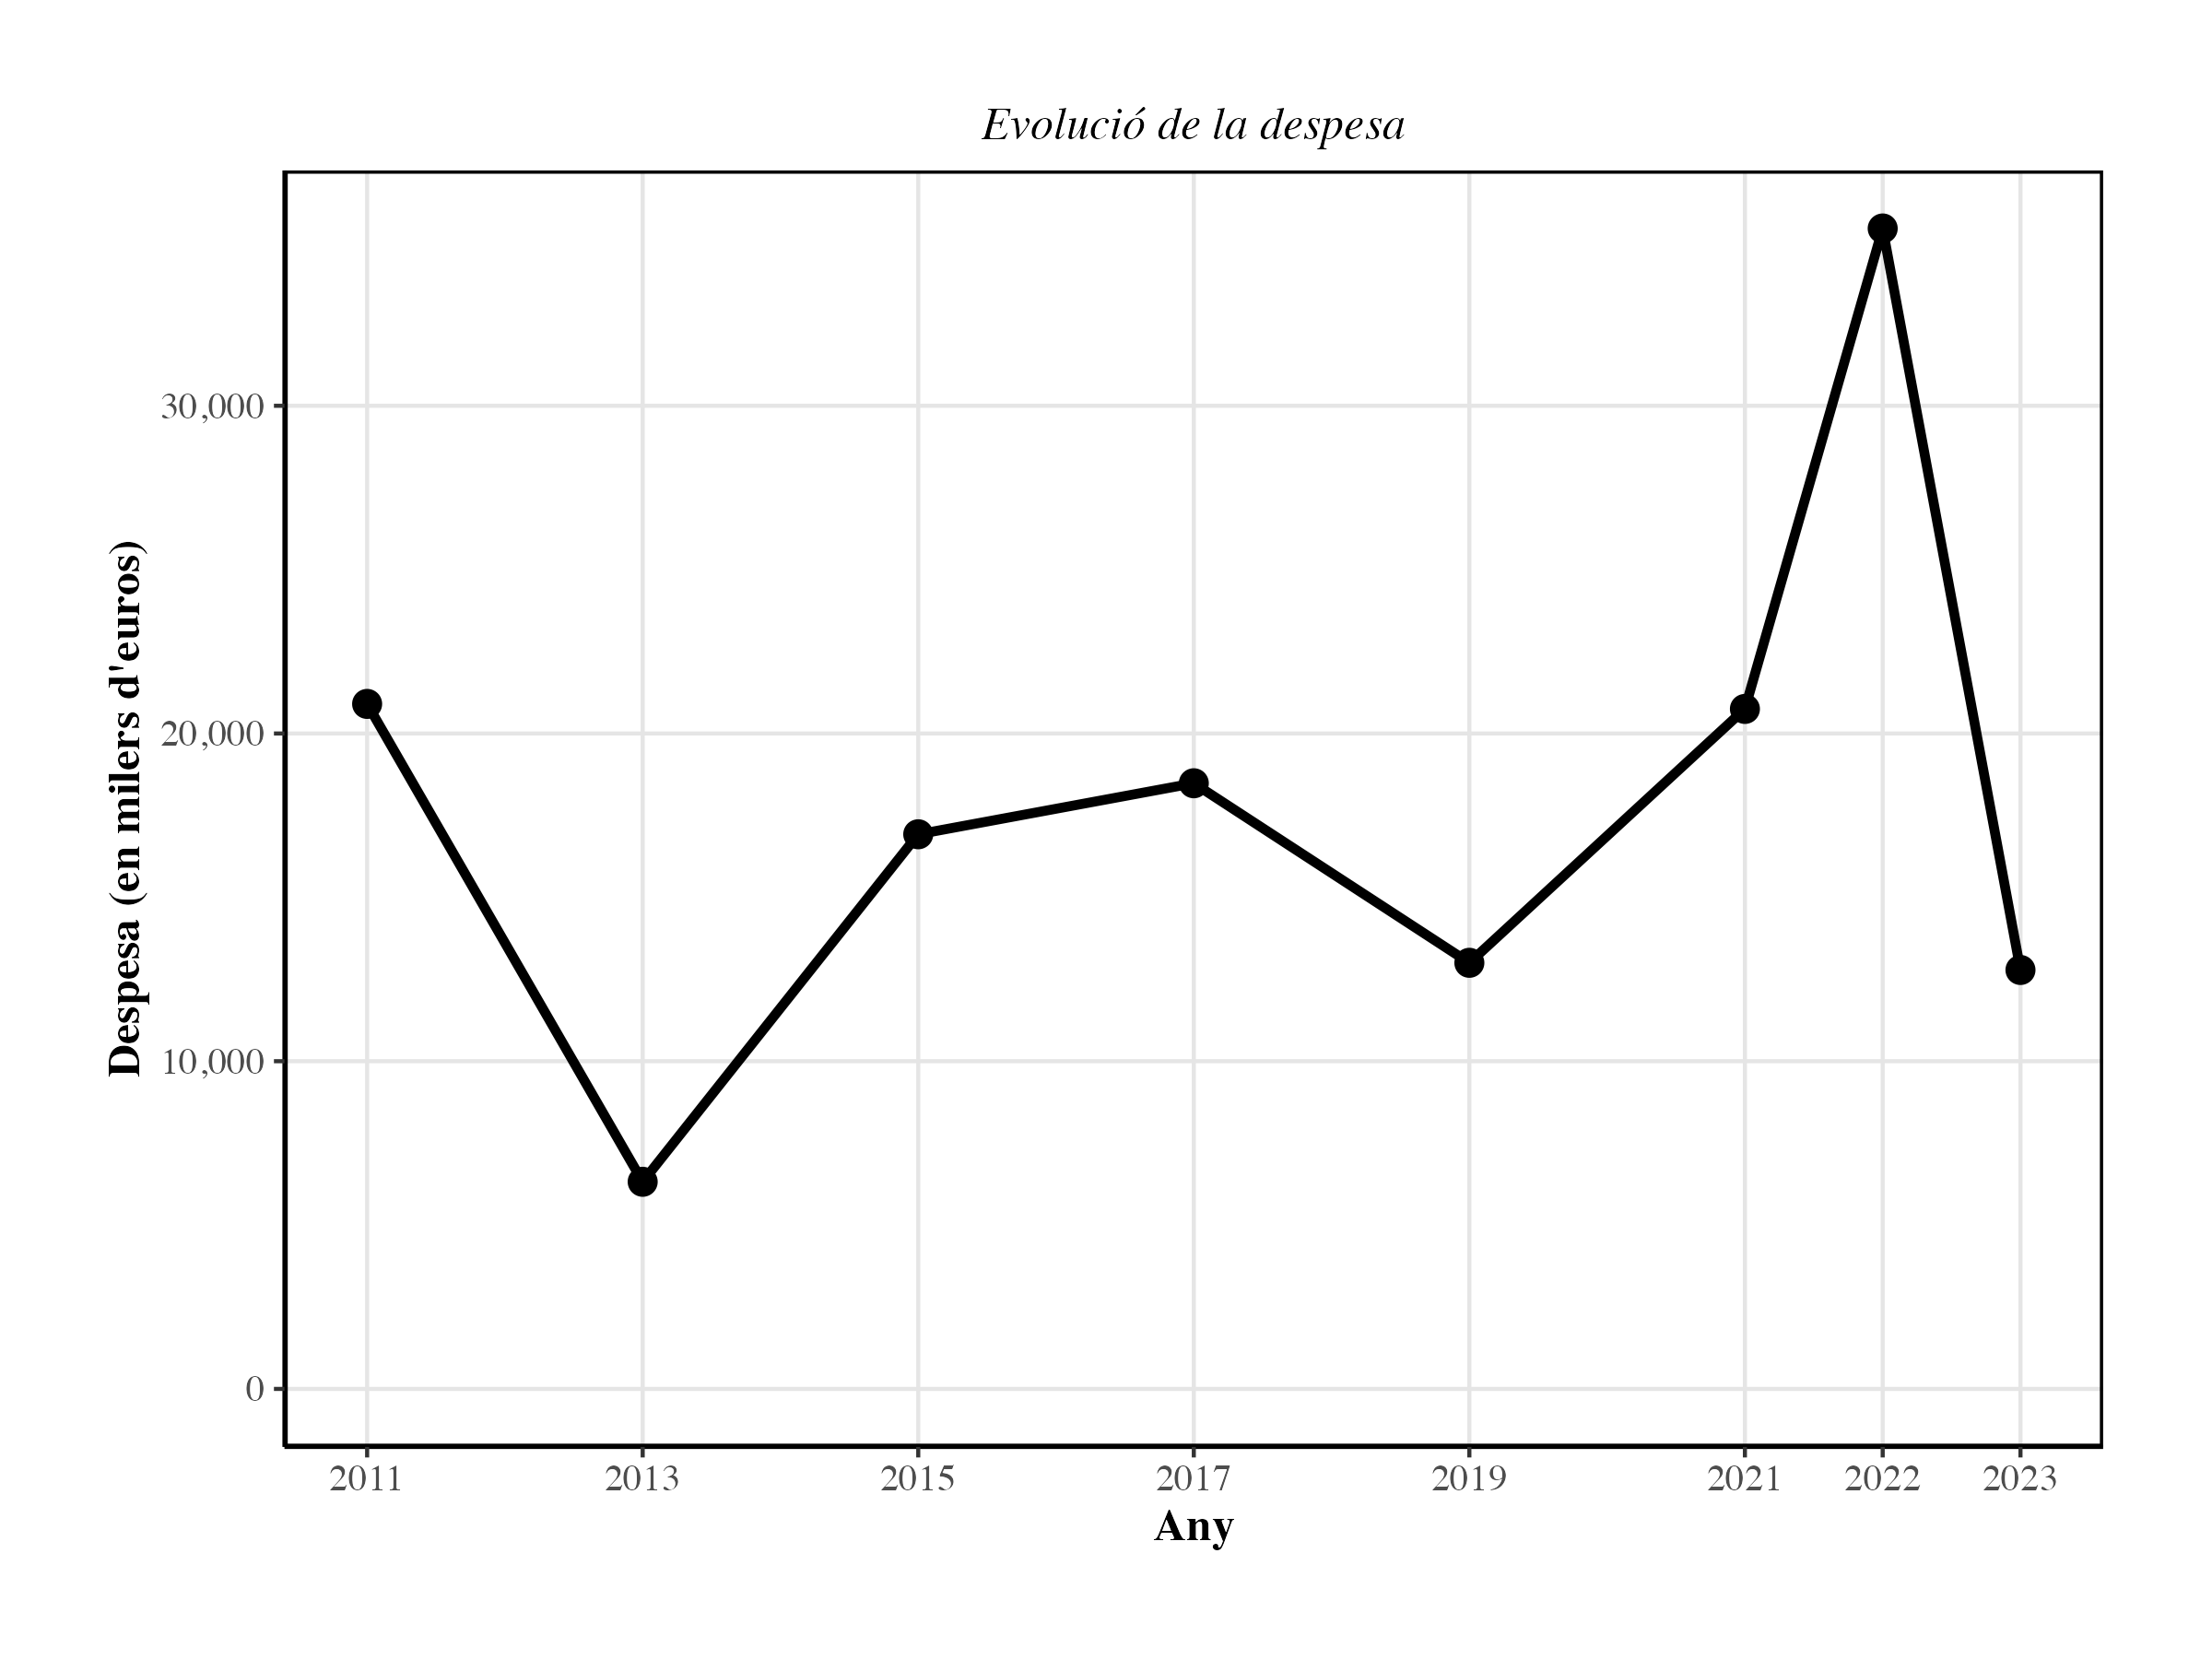 Evolució de la despesa
Despesa (en milers d'euros)
30,000
20,000
10,000
0
2011 2013 2015 2017 2019 2021 2022 2023
Any